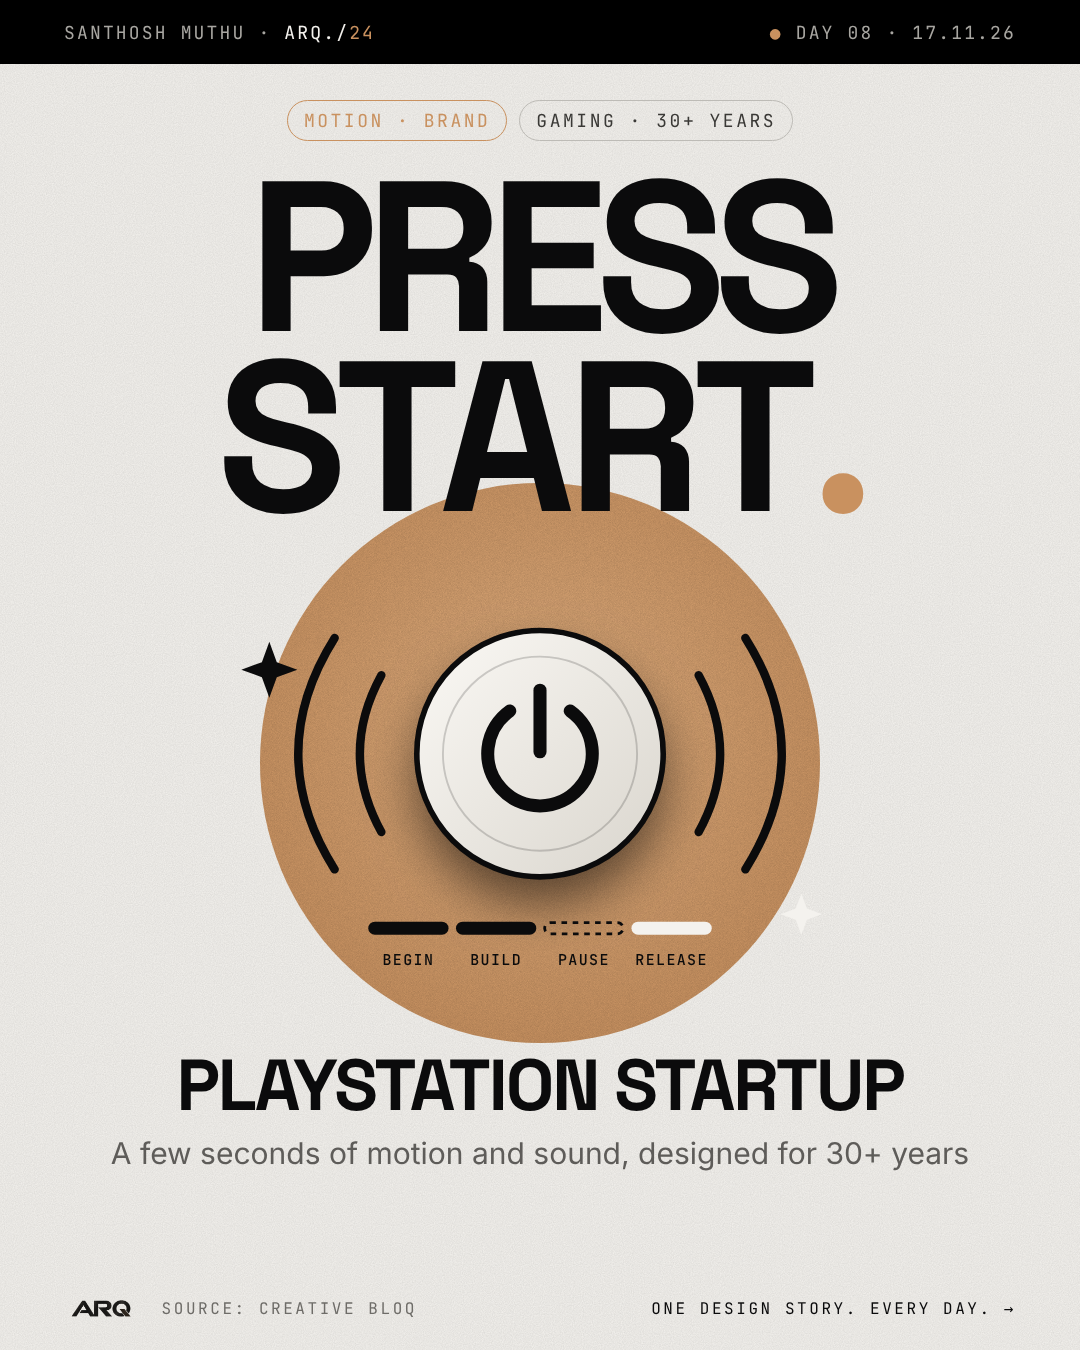 SANTHOSH MUTHU · ARQ./24
● DAY 08 · 17.11.26
MOTION · BRAND
GAMING · 30+ YEARS
PRESS
START.
BEGIN BUILD PAUSE RELEASE
PLAYSTATION STARTUP
A few seconds of motion and sound, designed for 30+ years
ARQ SOURCE: CREATIVE BLOQ
ONE DESIGN STORY. EVERY DAY. →